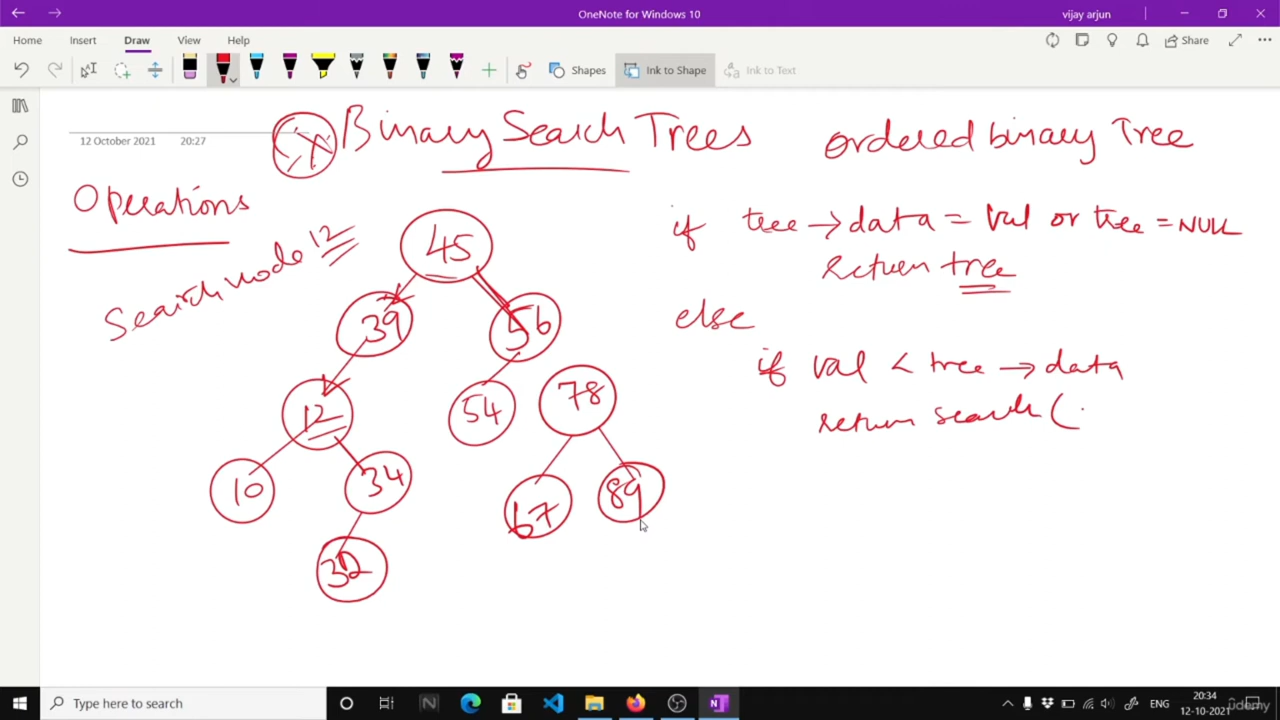 OneNote for Windows 10
vijay arjun
Home
Insert
Draw
View
Help
Share
Shapes
Ink to Shape
Ink to Text
12 October 2021 20:27
Binary Search Trees
ordered binary Tree
Operations
Search node 12
45
39
56
12
54
78
10
34
67
89
32
if tree → data = val or tree = NULL
Return tree
else
if val < tree → data
return search (
Type here to search
ENG
20:34
12-10-2021
udemy